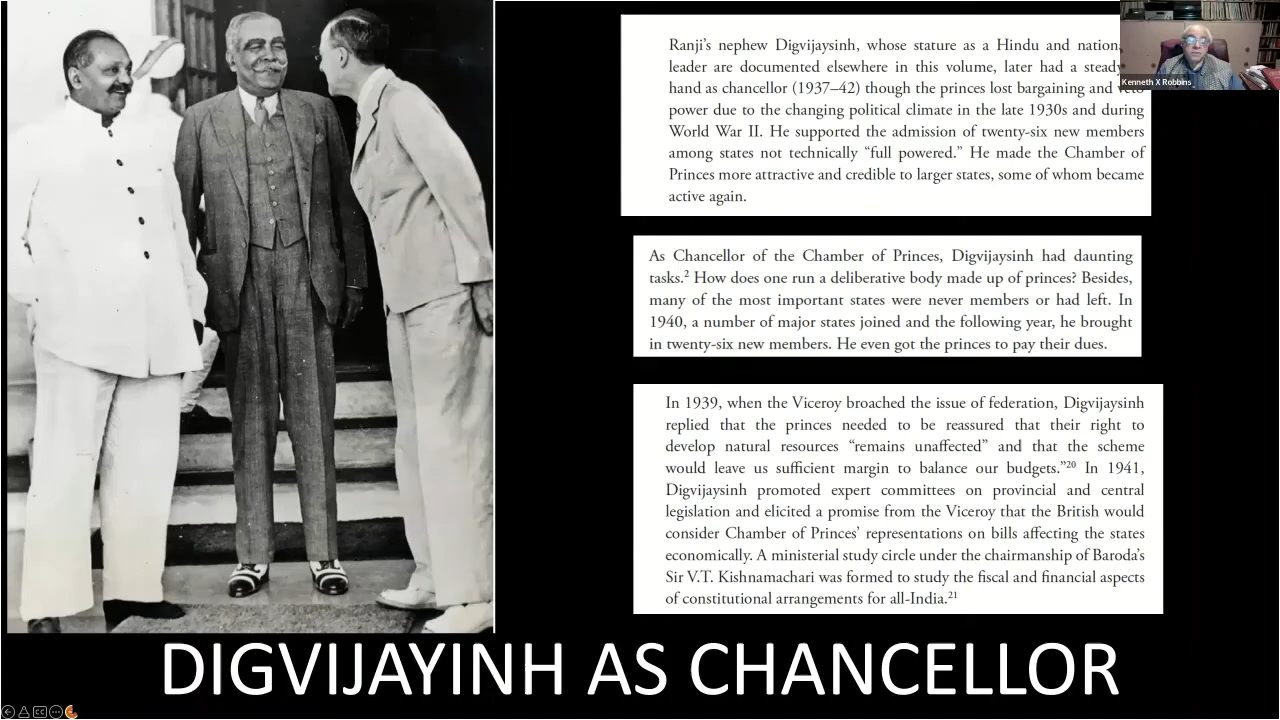 Ranji’s nephew Digvijaysinh, whose stature as a Hindu and nation
leader are documented elsewhere in this volume, later had a steady
hand as chancellor (1937–42) though the princes lost bargaining and veto
power due to the changing political climate in the late 1930s and during
World War II. He supported the admission of twenty-six new members
among states not technically “full powered.” He made the Chamber of
Princes more attractive and credible to larger states, some of whom became
active again.
Kenneth X Robbins
As Chancellor of the Chamber of Princes, Digvijaysinh had daunting
tasks.² How does one run a deliberative body made up of princes? Besides,
many of the most important states were never members or had left. In
1940, a number of major states joined and the following year, he brought
in twenty-six new members. He even got the princes to pay their dues.
In 1939, when the Viceroy broached the issue of federation, Digvijaysinh
replied that the princes needed to be reassured that their right to
develop natural resources “remains unaffected” and that the scheme
would leave us sufficient margin to balance our budgets.”²⁰ In 1941,
Digvijaysinh promoted expert committees on provincial and central
legislation and elicited a promise from the Viceroy that the British would
consider Chamber of Princes’ representations on bills affecting the states
economically. A ministerial study circle under the chairmanship of Baroda’s
Sir V.T. Kishnamachari was formed to study the fiscal and financial aspects
of constitutional arrangements for all-India.²¹
DIGVIJAYINH AS CHANCELLOR